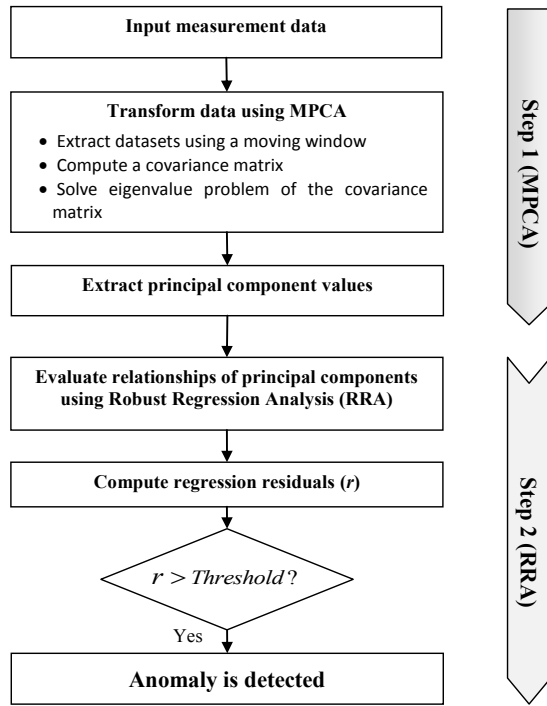 Input measurement data
Transform data using MPCA
• Extract datasets using a moving window
• Compute a covariance matrix
• Solve eigenvalue problem of the covariance
matrix
Extract principal component values
Evaluate relationships of principal components
using Robust Regression Analysis (RRA)
Compute regression residuals (r)
r > Threshold?
Yes
Anomaly is detected
Step 1 (MPCA)
Step 2 (RRA)